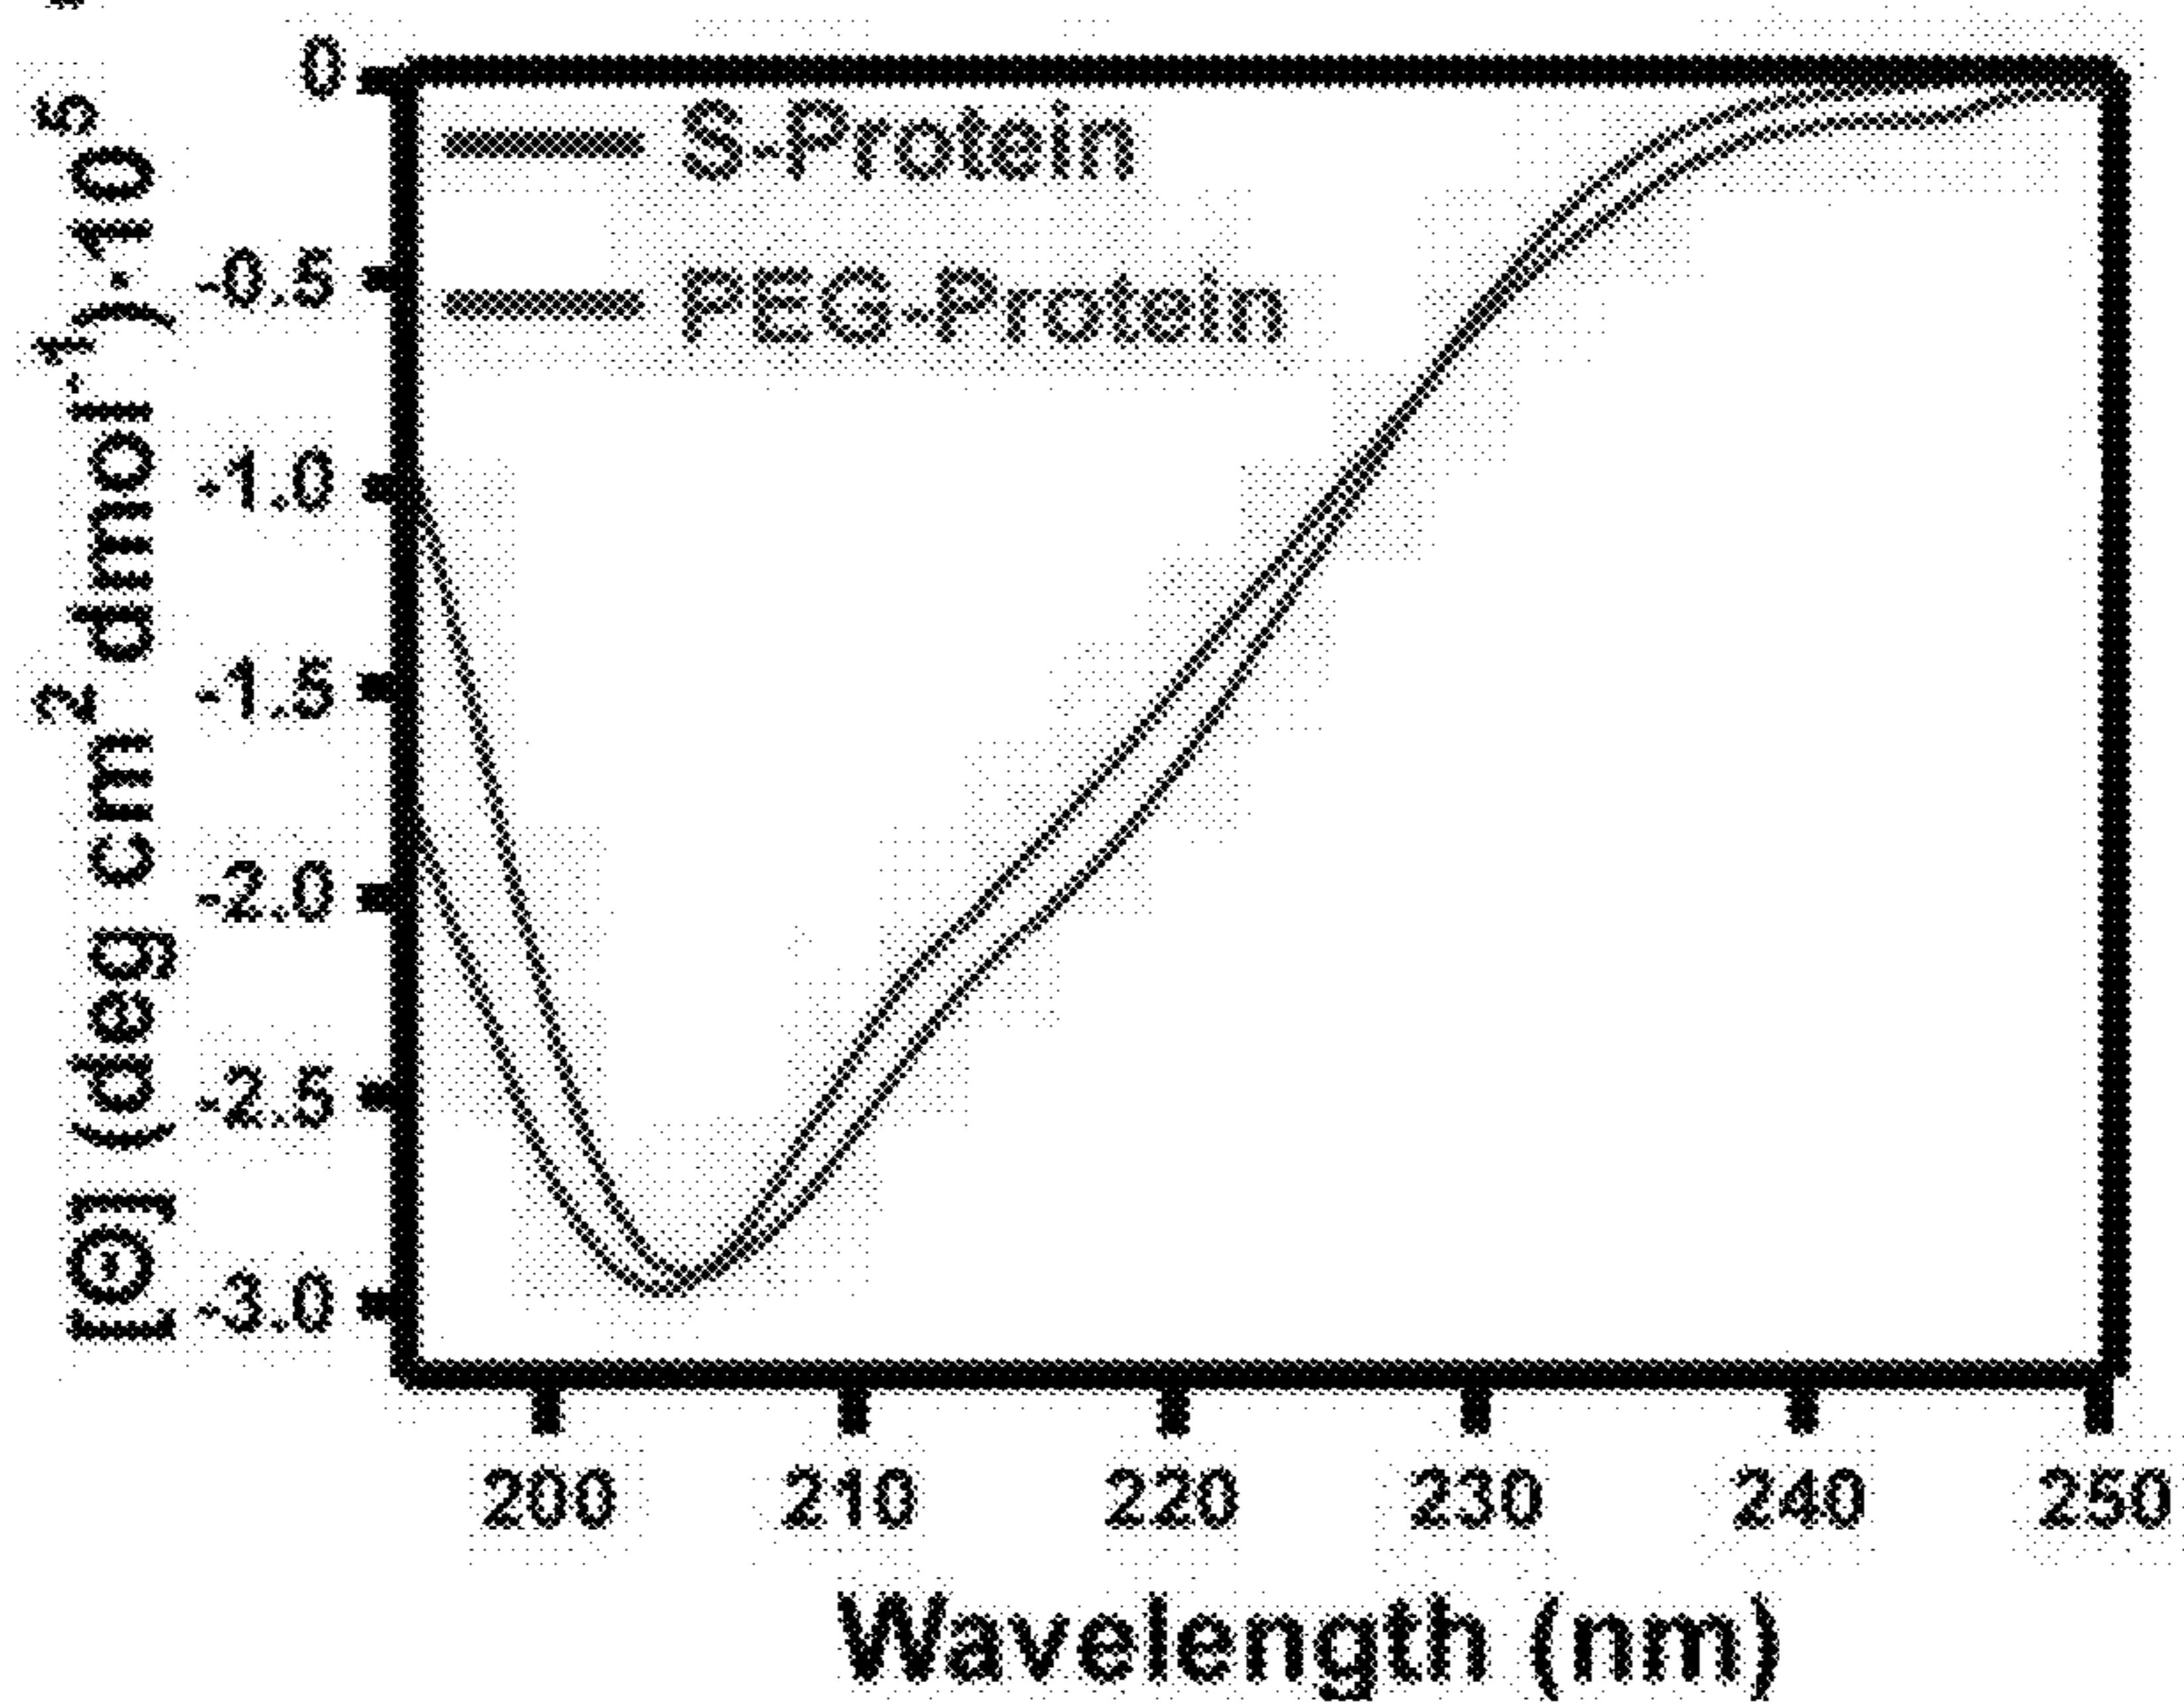 [Θ] (deg cm² dmol⁻¹)·10⁵
0
-0.5
-1.0
-1.5
-2.0
-2.5
-3.0
S-Protein
PEG-Protein
200 210 220 230 240 250
Wavelength (nm)